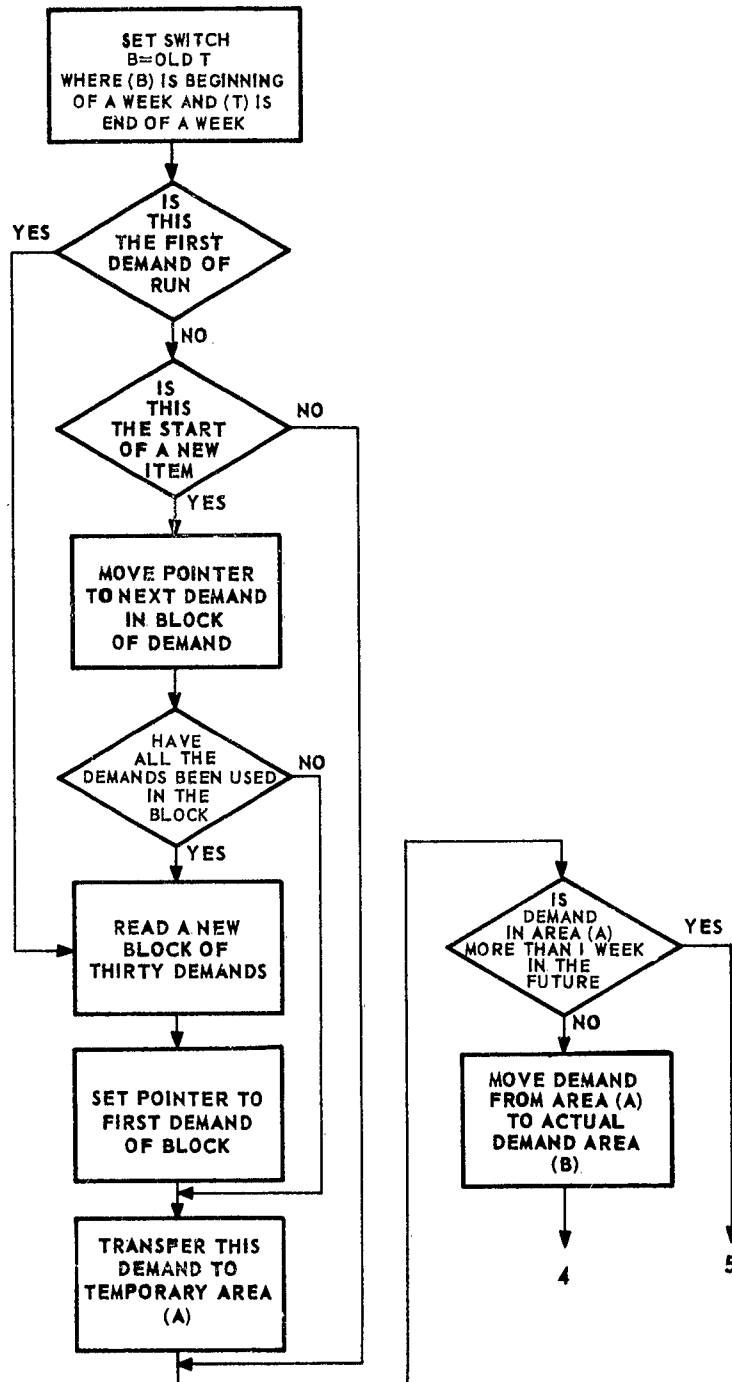 SET SWITCH
B=OLD T
WHERE (B) IS BEGINNING
OF A WEEK AND (T) IS
END OF A WEEK
IS
THIS
THE FIRST
DEMAND OF
RUN
YES
NO
IS
THIS
THE START
OF A NEW
ITEM
NO
YES
MOVE POINTER
TO NEXT DEMAND
IN BLOCK
OF DEMAND
HAVE
ALL THE
DEMANDS BEEN USED
IN THE
BLOCK
NO
YES
READ A NEW
BLOCK OF
THIRTY DEMANDS
SET POINTER TO
FIRST DEMAND
OF BLOCK
TRANSFER THIS
DEMAND TO
TEMPORARY AREA
(A)
IS
DEMAND
IN AREA (A)
MORE THAN 1 WEEK
IN THE
FUTURE
YES
NO
MOVE DEMAND
FROM AREA (A)
TO ACTUAL
DEMAND AREA
(B)
4
5